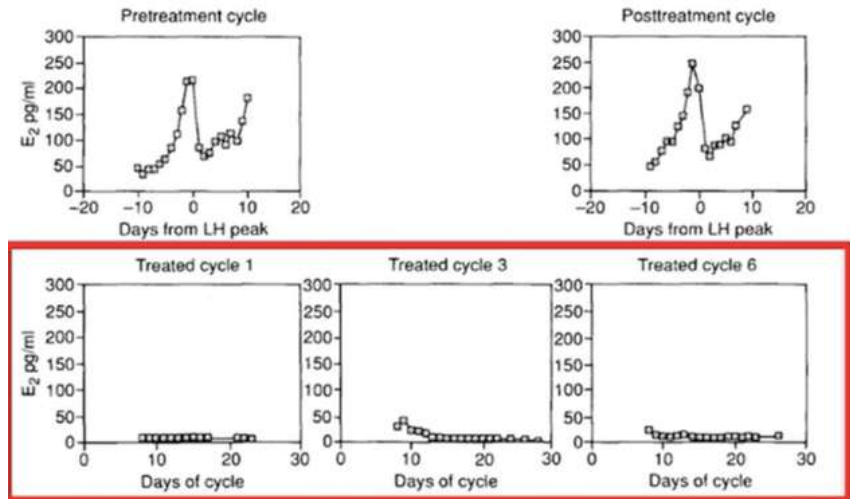 Pretreatment cycle
E₂ pg/ml
300
250
200
150
100
50
0
−20 −10 0 10 20
Days from LH peak
Posttreatment cycle
300
250
200
150
100
50
0
−20 −10 0 10 20
Days from LH peak
Treated cycle 1
E₂ pg/ml
300
250
200
150
100
50
0
0 10 20 30
Days of cycle
Treated cycle 3
300
250
200
150
100
50
0
0 10 20 30
Days of cycle
Treated cycle 6
300
250
200
150
100
50
0
0 10 20 30
Days of cycle